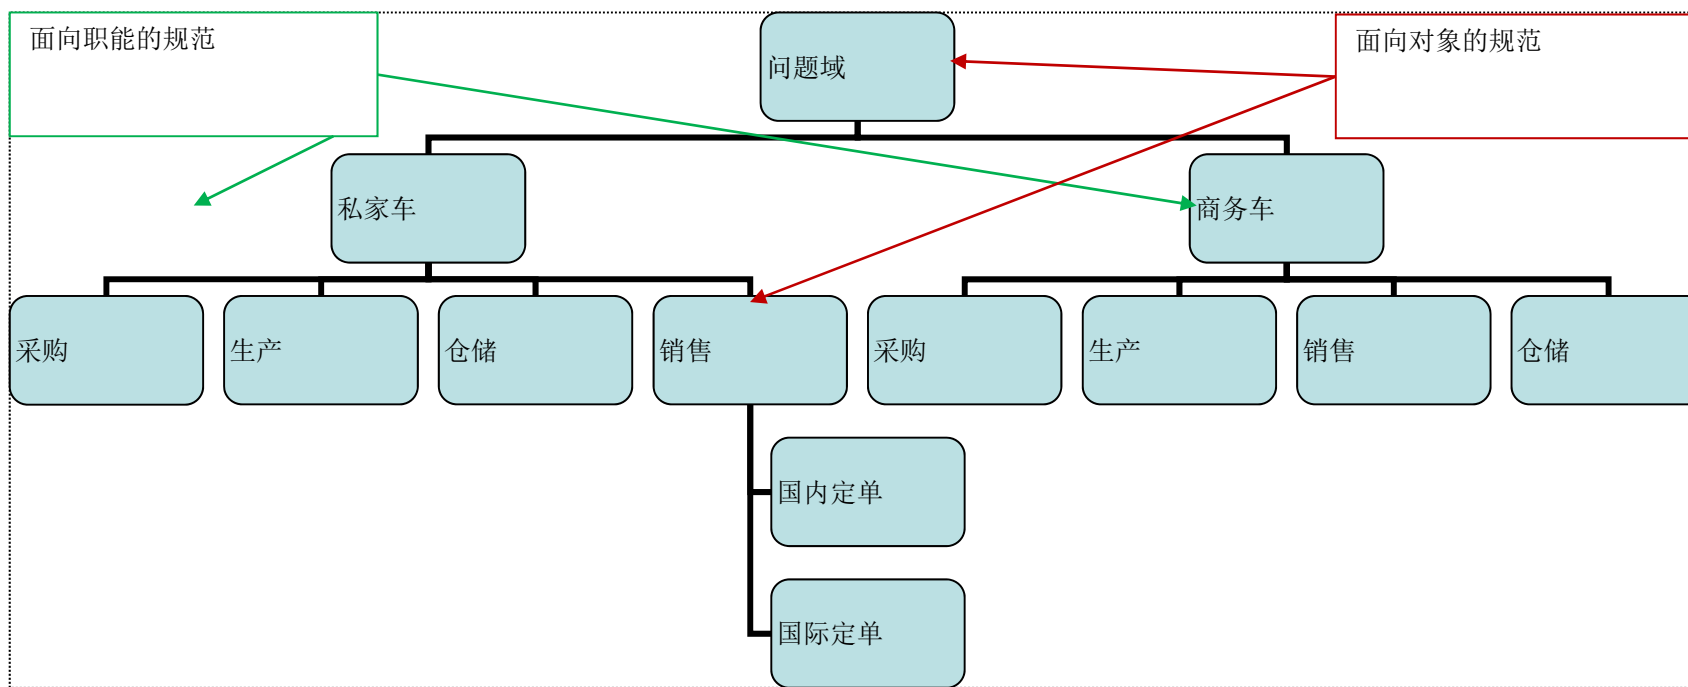 面向职能的规范
问题域
面向对象的规范
私家车
商务车
采购
生产
仓储
销售
采购
生产
销售
仓储
国内定单
国际定单